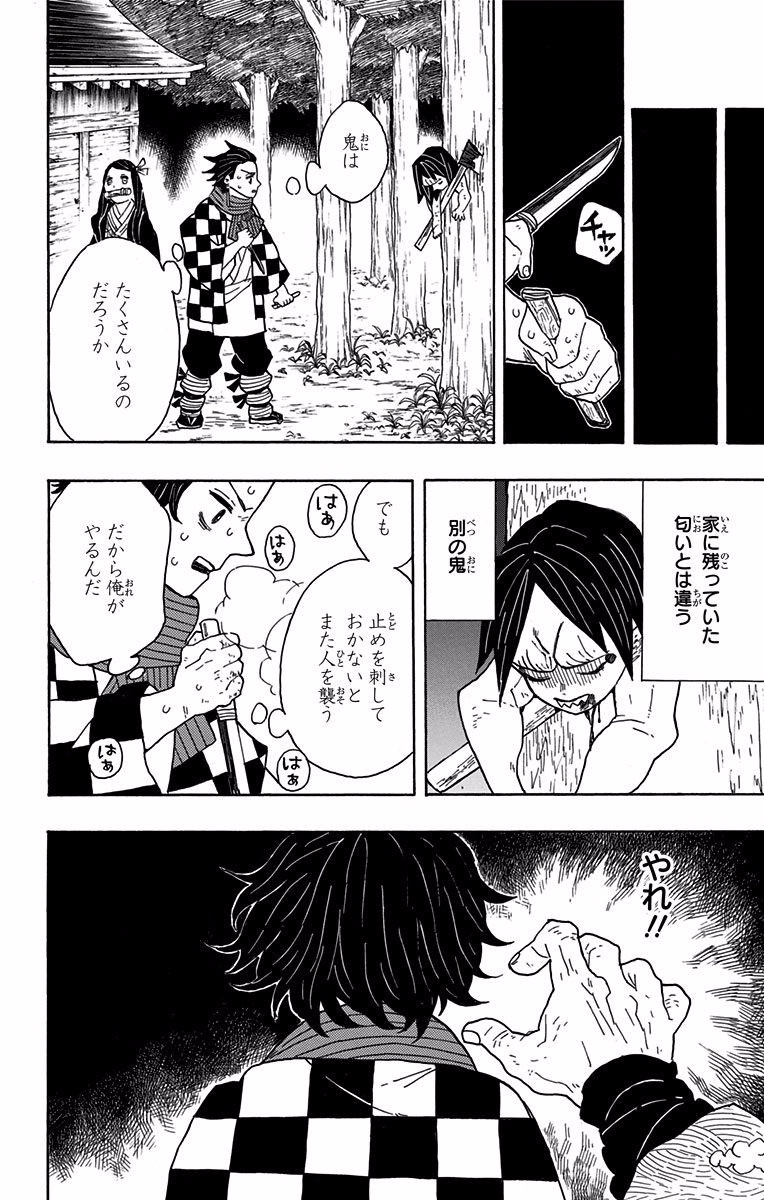 チャッ
鬼は
たくさんいるの
だろうか
家に残っていた
匂いとは違う
別の鬼
でも
止めを刺して
おかないと
また人を襲う
はぁ
はぁ
だから俺が
やるんだ
はぁ
はぁ
やれ!!